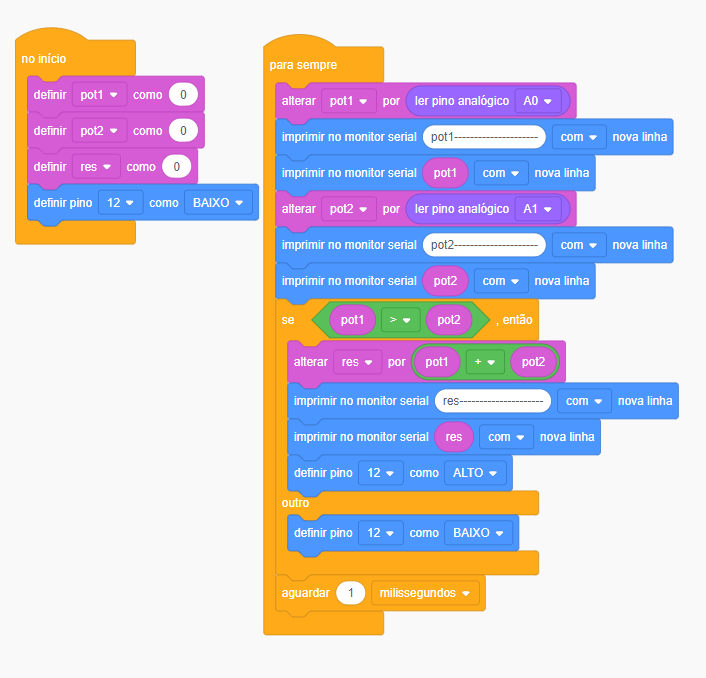 no início
definir pot1 como 0
definir pot2 como 0
definir res como 0
definir pino 12 como BAIXO
para sempre
alterar pot1 por ler pino analógico A0
imprimir no monitor serial pot1--------------------- com nova linha
imprimir no monitor serial pot1 com nova linha
alterar pot2 por ler pino analógico A1
imprimir no monitor serial pot2--------------------- com nova linha
imprimir no monitor serial pot2 com nova linha
se pot1 > pot2 , então
alterar res por pot1 + pot2
imprimir no monitor serial res--------------------- com nova linha
imprimir no monitor serial res com nova linha
definir pino 12 como ALTO
outro
definir pino 12 como BAIXO
aguardar 1 milissegundos